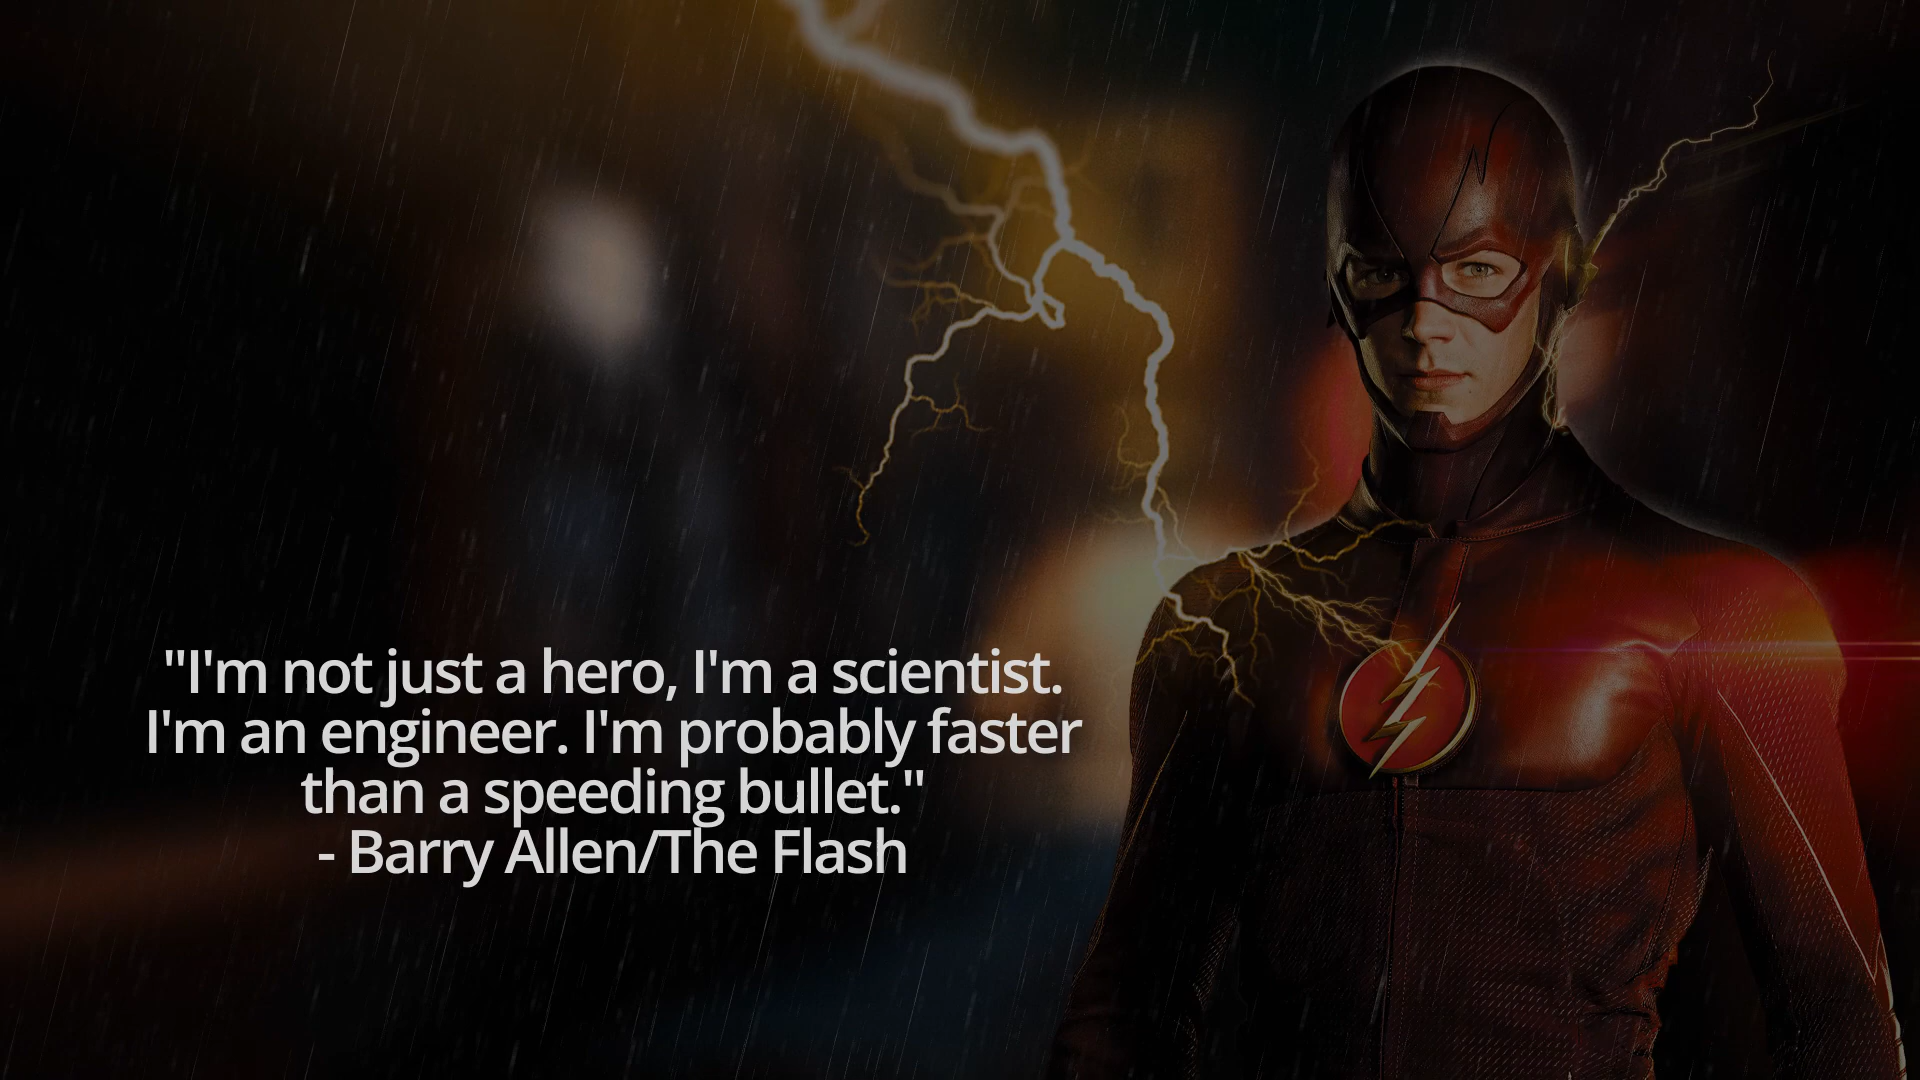 "I'm not just a hero, I'm a scientist.
I'm an engineer. I'm probably faster
than a speeding bullet."
- Barry Allen/The Flash